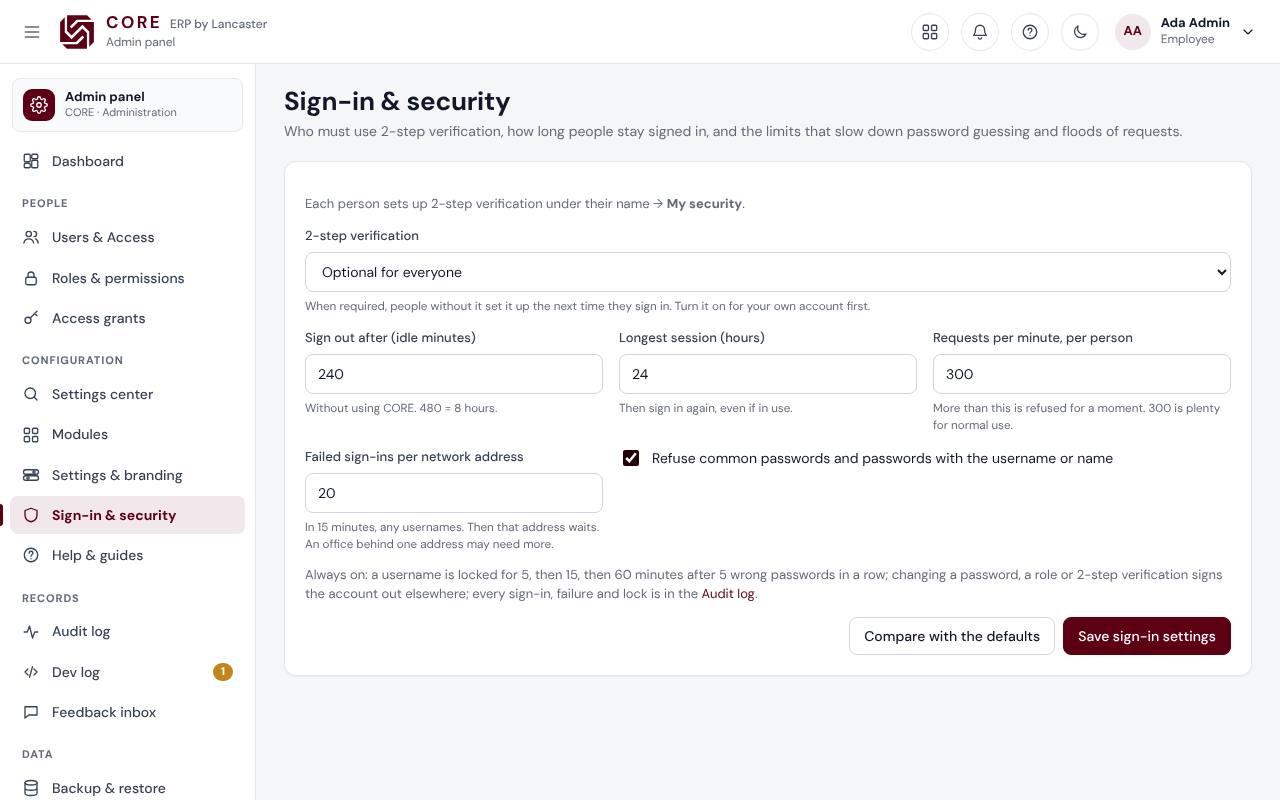 CORE ERP by Lancaster
Admin panel
AA
Ada Admin
Employee
Admin panel
CORE · Administration
Dashboard
PEOPLE
Users & Access
Roles & permissions
Access grants
CONFIGURATION
Settings center
Modules
Settings & branding
Sign-in & security
Help & guides
RECORDS
Audit log
Dev log 1
Feedback inbox
DATA
Backup & restore
Sign-in & security
Who must use 2-step verification, how long people stay signed in, and the limits that slow down password guessing and floods of requests.
Each person sets up 2-step verification under their name → My security.
2-step verification
Optional for everyone
When required, people without it set it up the next time they sign in. Turn it on for your own account first.
Sign out after (idle minutes)
240
Without using CORE. 480 = 8 hours.
Longest session (hours)
24
Then sign in again, even if in use.
Requests per minute, per person
300
More than this is refused for a moment. 300 is plenty
for normal use.
Failed sign-ins per network address
20
In 15 minutes, any usernames. Then that address waits.
An office behind one address may need more.
Refuse common passwords and passwords with the username or name
Always on: a username is locked for 5, then 15, then 60 minutes after 5 wrong passwords in a row; changing a password, a role or 2-step verification signs
the account out elsewhere; every sign-in, failure and lock is in the Audit log.
Compare with the defaults
Save sign-in settings